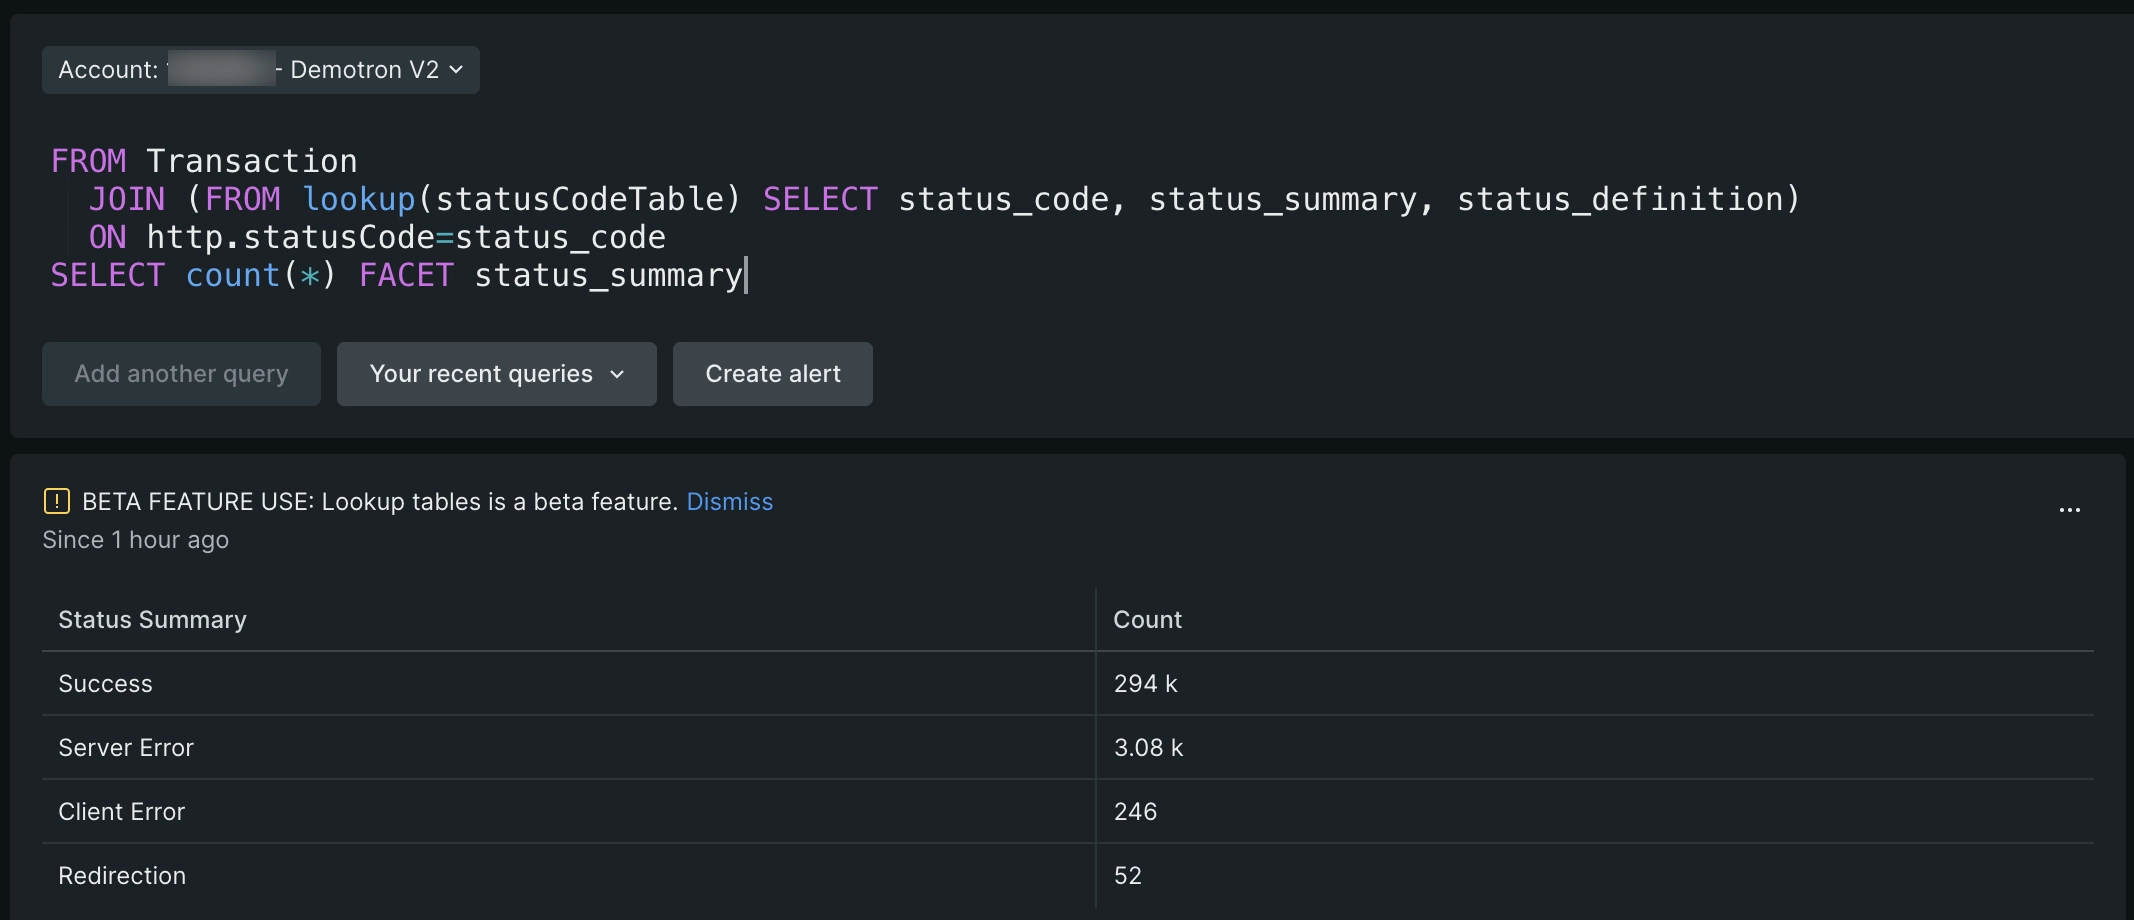 Account: - Demotron V2
FROM Transaction
JOIN (FROM lookup(statusCodeTable) SELECT status_code, status_summary, status_definition)
ON http.statusCode=status_code
SELECT count(*) FACET status_summary
Add another query Your recent queries Create alert
BETA FEATURE USE: Lookup tables is a beta feature. Dismiss
...
Since 1 hour ago
Status Summary Count
Success 294 k
Server Error 3.08 k
Client Error 246
Redirection 52